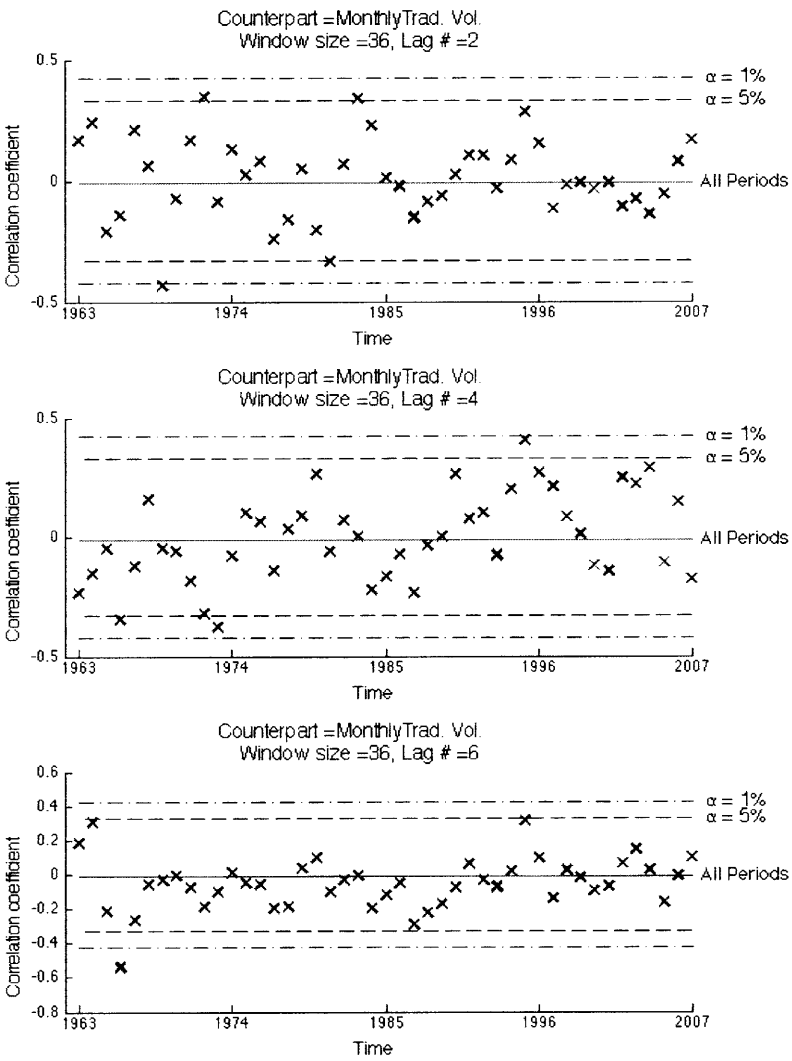 Counterpart =MonthlyTrad. Vol.
Window size =36, Lag # =2
0.5
α = 1%
α = 5%
0
All Periods
-0.5
1963
1974
1985
1996
2007
Correlation coefficient
Time
Counterpart =MonthlyTrad. Vol.
Window size =36, Lag # =4
0.5
α = 1%
α = 5%
0
All Periods
-0.5
1963
1974
1985
1996
2007
Correlation coefficient
Time
Counterpart =MonthlyTrad. Vol.
Window size =36, Lag # =6
0.6
0.4
α = 1%
α = 5%
0.2
0
All Periods
-0.2
-0.4
-0.6
-0.8
1963
1974
1985
1996
2007
Correlation coefficient
Time